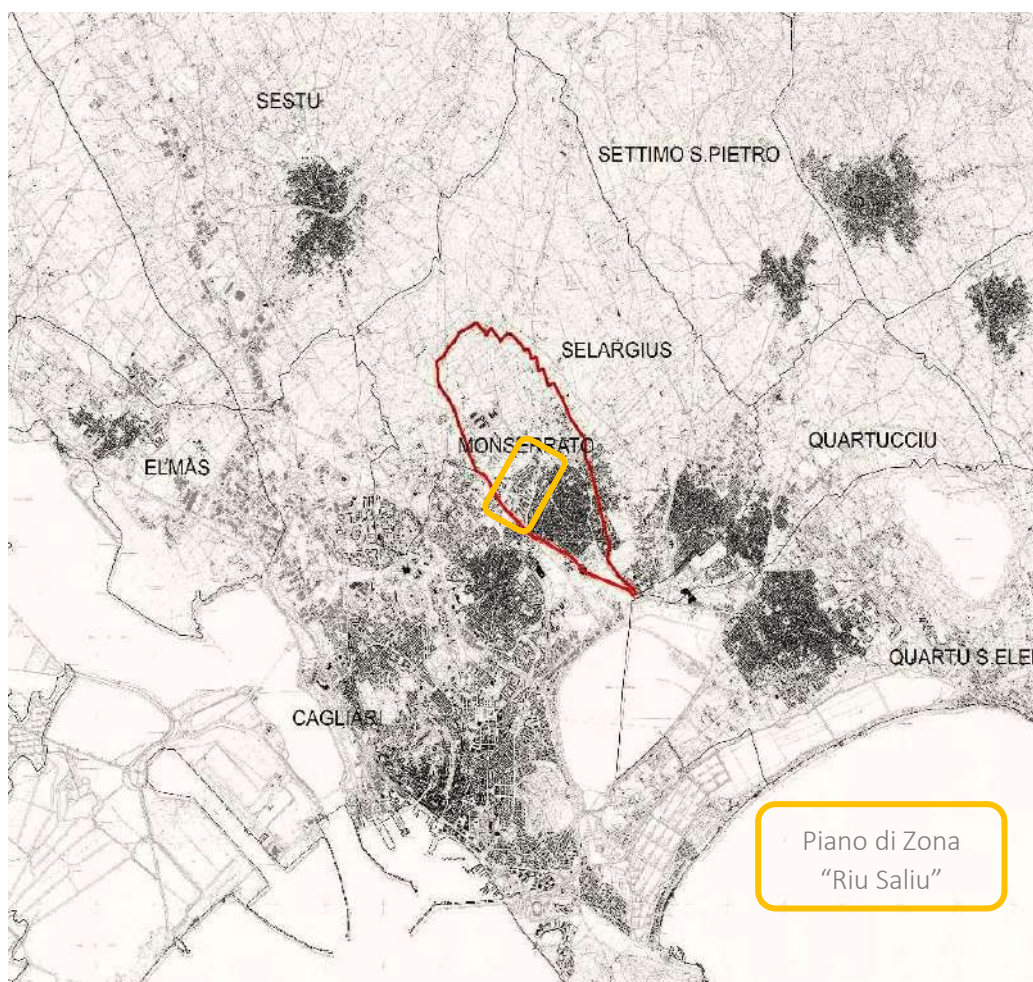 SESTU
SETTIMO S.PIETRO
SELARGIUS
MONSERRATO
QUARTUCCIU
ELMAS
QUARTU S.ELE
CAGLIARI
Piano di Zona
“Riu Saliu”